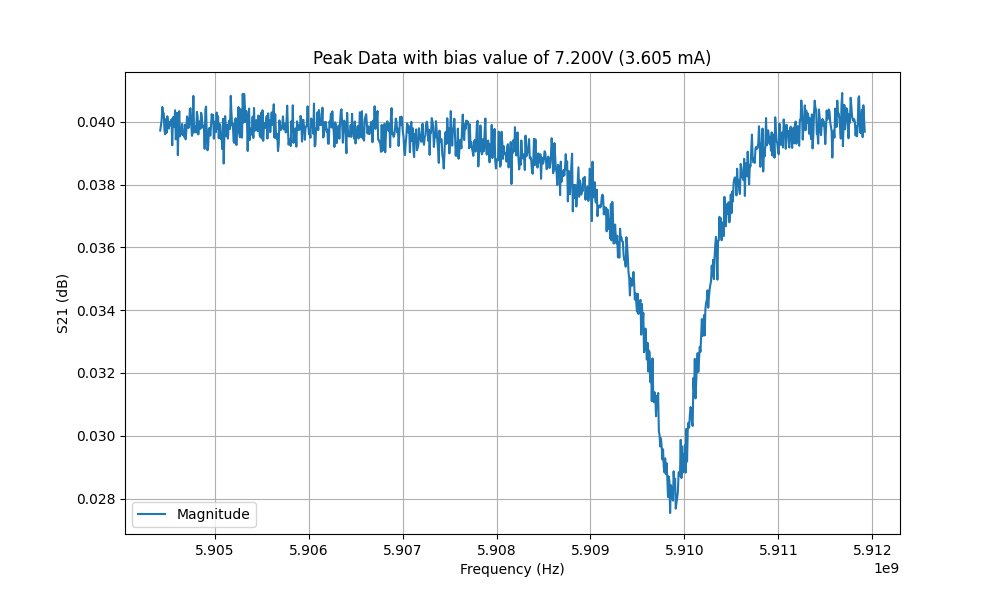 Peak Data with bias value of 7.200V (3.605 mA)
S21 (dB)
0.040
0.038
0.036
0.034
0.032
0.030
0.028
Magnitude
5.905 5.906 5.907 5.908 5.909 5.910 5.911 5.912
Frequency (Hz)
1e9